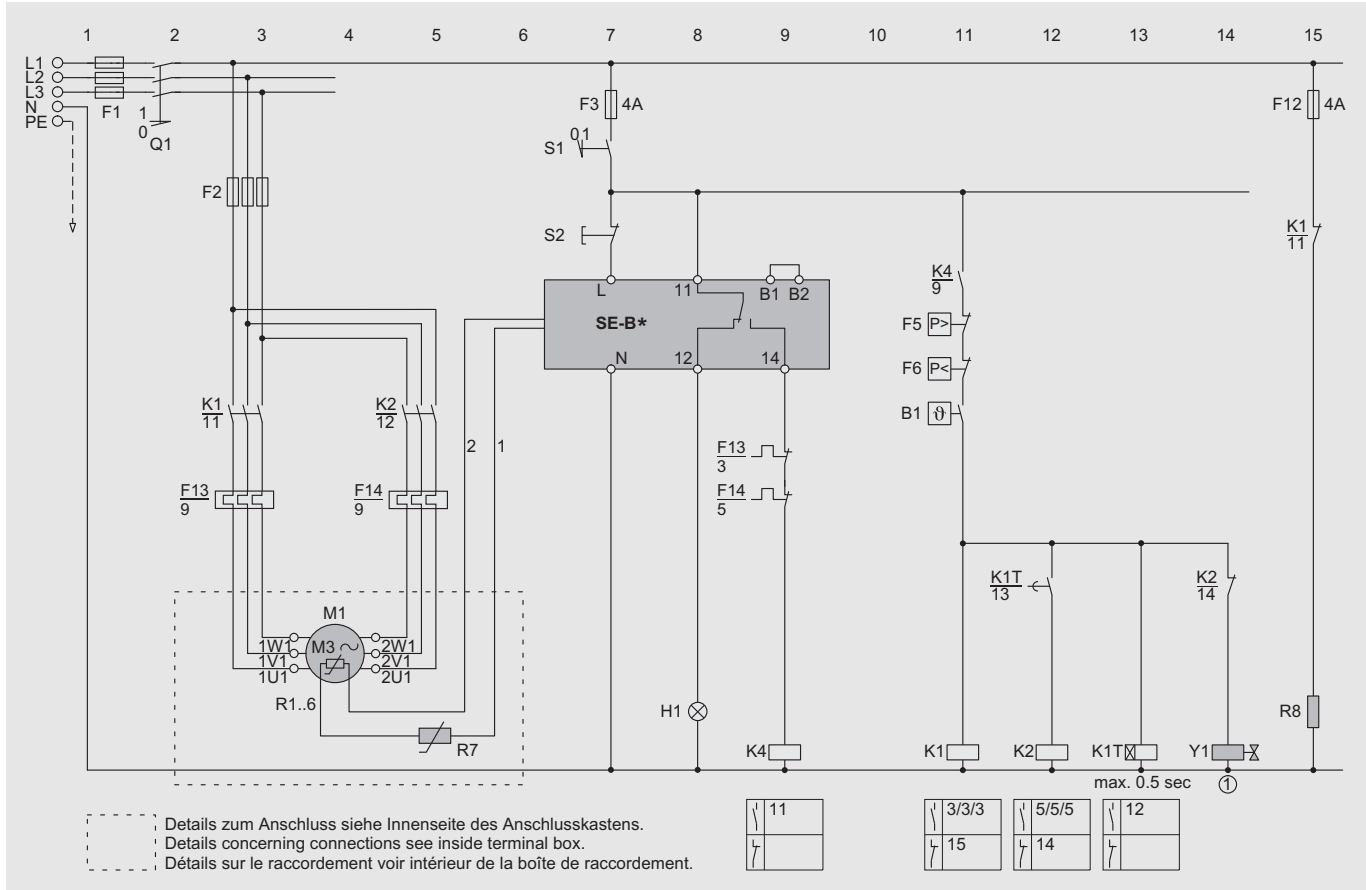 1 2 3 4 5 6 7 8 9 10 11 12 13 14 15
L1
L2
L3
N
PE
F1
1
0
Q1
F3 4A
F12 4A
0 1
S1
F2
S2
K1
11
L 11 B1 B2
SE-B*
N 12 14
K4
9
F5 P>
F6 P<
B1 ϑ
K1
11
K2
12
2 1
F13
3
F14
5
F13
9
F14
9
K1T
13
K2
14
M1
M3
1W1 2W1
1V1 2V1
1U1 2U1
R1..6
R7
H1
R8
K4 K1 K2 K1T Y1
max. 0.5 sec 1
11 3/3/3 5/5/5 12
15 14
Details zum Anschluss siehe Innenseite des Anschlusskastens.
Details concerning connections see inside terminal box.
Détails sur le raccordement voir intérieur de la boîte de raccordement.